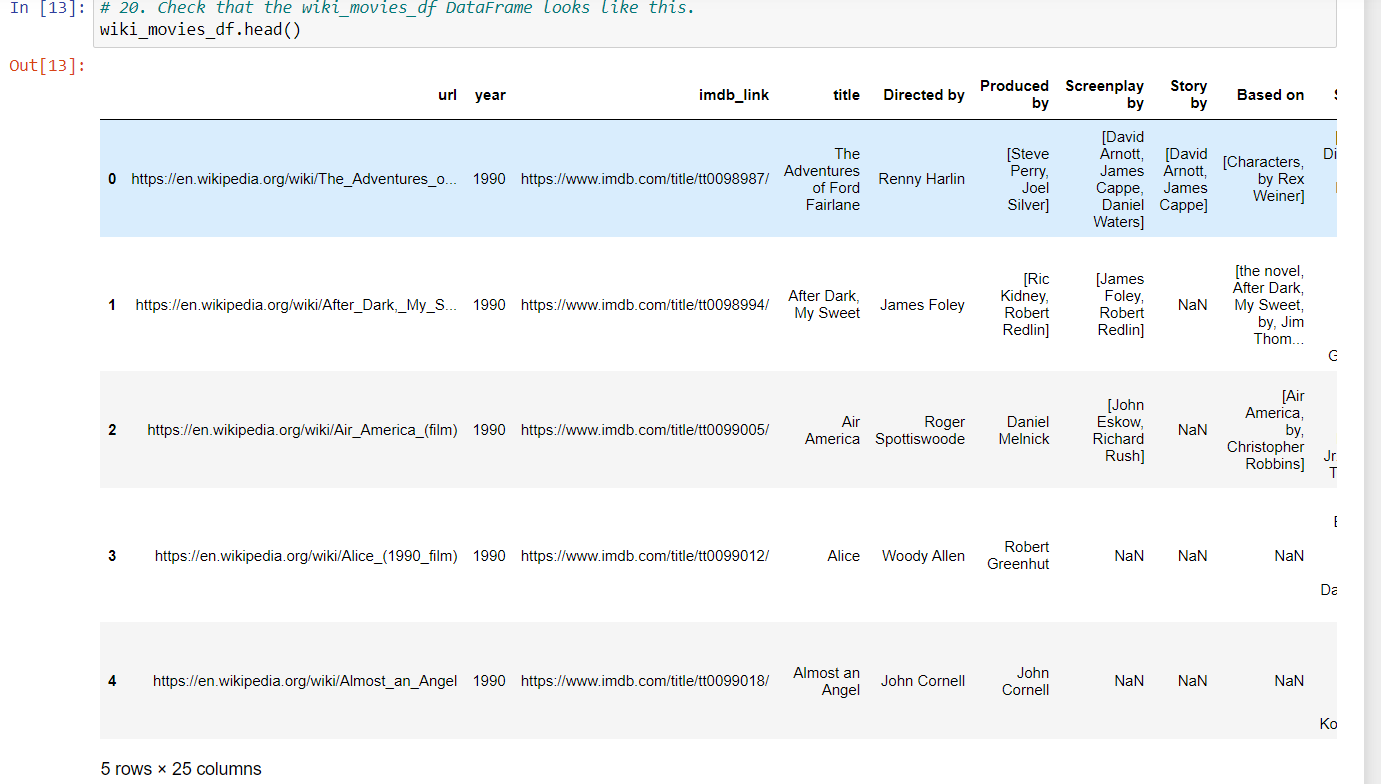 In [13]: # 20. Check that the wiki_movies_df DataFrame looks like this.
wiki_movies_df.head()
Out[13]:
url year imdb_link title Directed by Produced by Screenplay by Story by Based on
0 https://en.wikipedia.org/wiki/The_Adventures_o... 1990 https://www.imdb.com/title/tt0098987/ The Adventures of Ford Fairlane Renny Harlin [Steve Perry, Joel Silver] [David Arnott, James Cappe, Daniel Waters] [David Arnott, James Cappe] [Characters, by Rex Weiner] Di
1 https://en.wikipedia.org/wiki/After_Dark,_My_S... 1990 https://www.imdb.com/title/tt0098994/ After Dark, My Sweet James Foley [Ric Kidney, Robert Redlin] [James Foley, Robert Redlin] NaN [the novel, After Dark, My Sweet, by, Jim Thom... G
2 https://en.wikipedia.org/wiki/Air_America_(film) 1990 https://www.imdb.com/title/tt0099005/ Air America Roger Spottiswoode Daniel Melnick [John Eskow, Richard Rush] NaN [Air America, by, Christopher Robbins] Jr T
3 https://en.wikipedia.org/wiki/Alice_(1990_film) 1990 https://www.imdb.com/title/tt0099012/ Alice Woody Allen Robert Greenhut NaN NaN NaN Da
4 https://en.wikipedia.org/wiki/Almost_an_Angel 1990 https://www.imdb.com/title/tt0099018/ Almost an Angel John Cornell John Cornell NaN NaN NaN Ko
5 rows × 25 columns